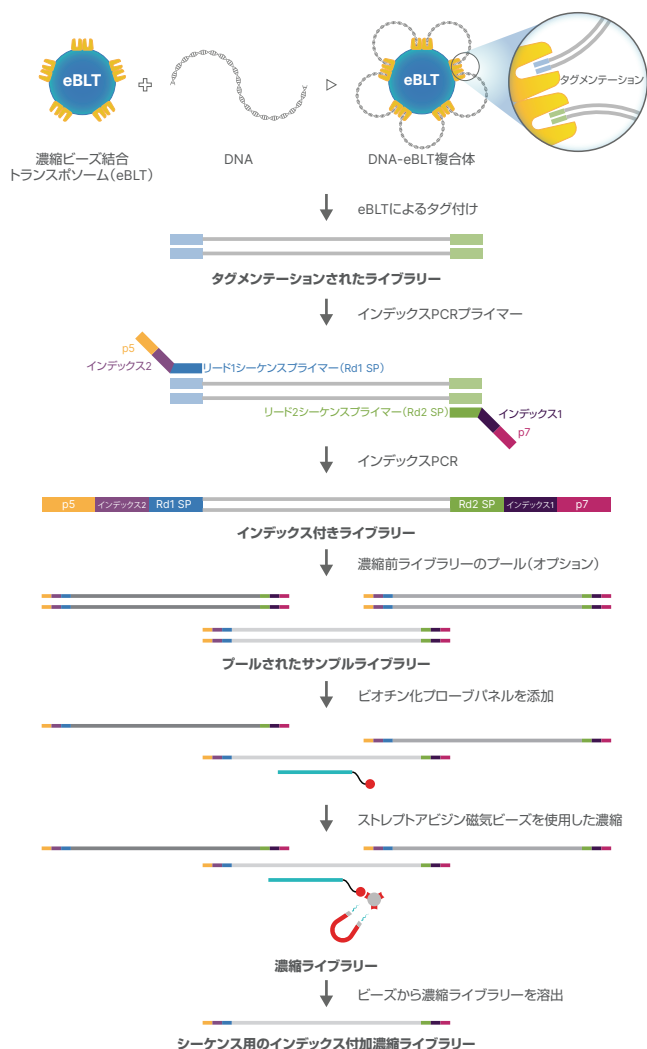 eBLT
eBLT
タグメンテーション
濃縮ビーズ結合
トランスポソーム(eBLT)
DNA
DNA-eBLT複合体
eBLTによるタグ付け
タグメンテーションされたライブラリー
インデックスPCRプライマー
p5
インデックス2
リード1シーケンスプライマー(Rd1 SP)
リード2シーケンスプライマー(Rd2 SP)
インデックス1
p7
インデックスPCR
p5 インデックス2 Rd1 SP Rd2 SP インデックス1 p7
インデックス付きライブラリー
濃縮前ライブラリーのプール(オプション)
プールされたサンプルライブラリー
ビオチン化プローブパネルを添加
ストレプトアビジン磁気ビーズを使用した濃縮
濃縮ライブラリー
ビーズから濃縮ライブラリーを溶出
シーケンス用のインデックス付加濃縮ライブラリー